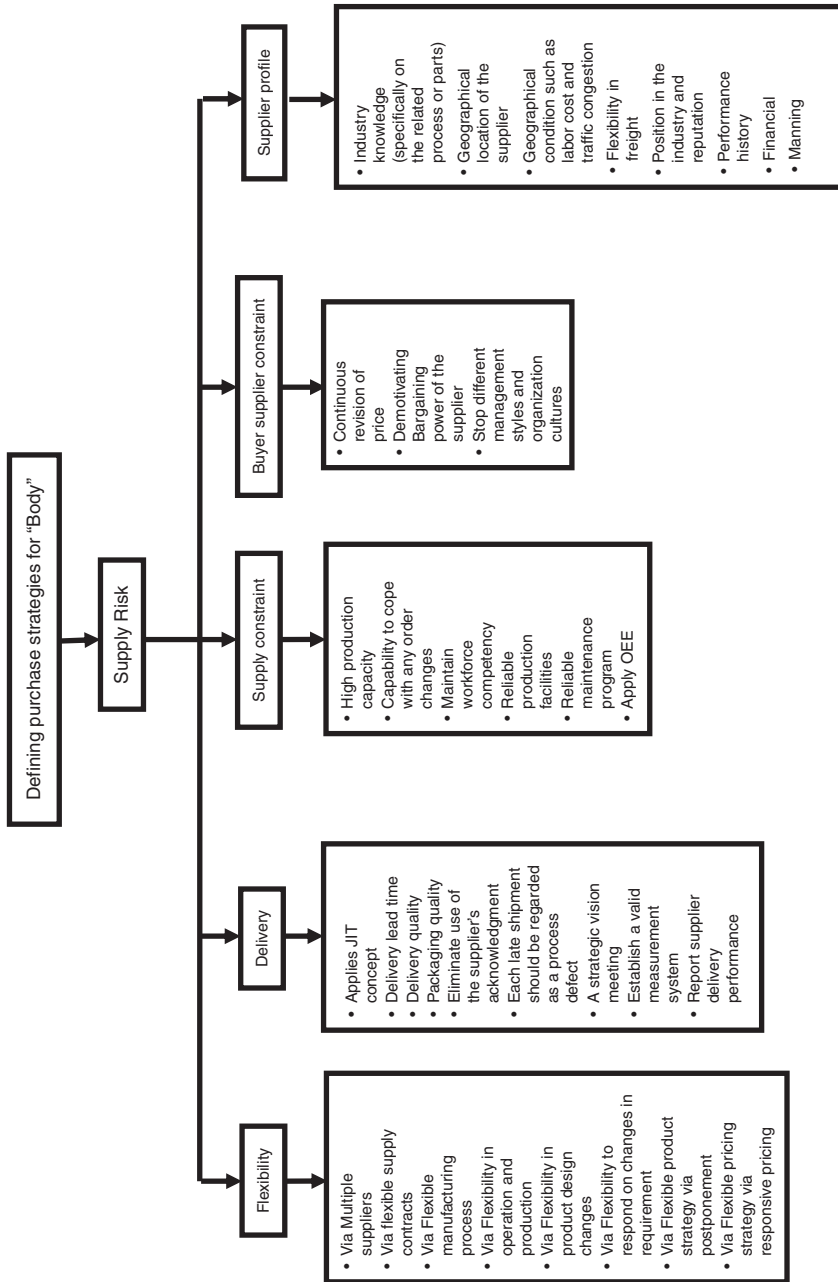 Defining purchase strategies for “Body”
Supply Risk
Flexibility
• Via Multiple
suppliers
• Via flexible supply
contracts
• Via Flexible
manufacturing
process
• Via Flexibility in
operation and
production
• Via Flexibility in
product design
changes
• Via Flexibility to
respond on changes in
requirement
• Via Flexible product
strategy via
postponement
• Via Flexible pricing
strategy via
responsive pricing
Delivery
• Applies JIT
concept
• Delivery lead time
• Delivery quality
• Packaging quality
• Eliminate use of
the supplier’s
acknowledgment
• Each late shipment
should be regarded
as a process
defect
• A strategic vision
meeting
• Establish a valid
measurement
system
• Report supplier
delivery
performance
Supply constraint
• High production
capacity
• Capability to cope
with any order
changes
• Maintain
workforce
competency
• Reliable
production
facilities
• Reliable
maintenance
program
• Apply OEE
Buyer supplier constraint
• Continuous
revision of
price
• Demotivating
Bargaining
power of the
supplier
• Stop different
management
styles and
organization
cultures
Supplier profile
• Industry
knowledge
(specifically on
the related
process or parts)
• Geographical
location of the
supplier
• Geographical
condition such as
labor cost and
traffic congestion
• Flexibility in
freight
• Position in the
industry and
reputation
• Performance
history
• Financial
• Manning